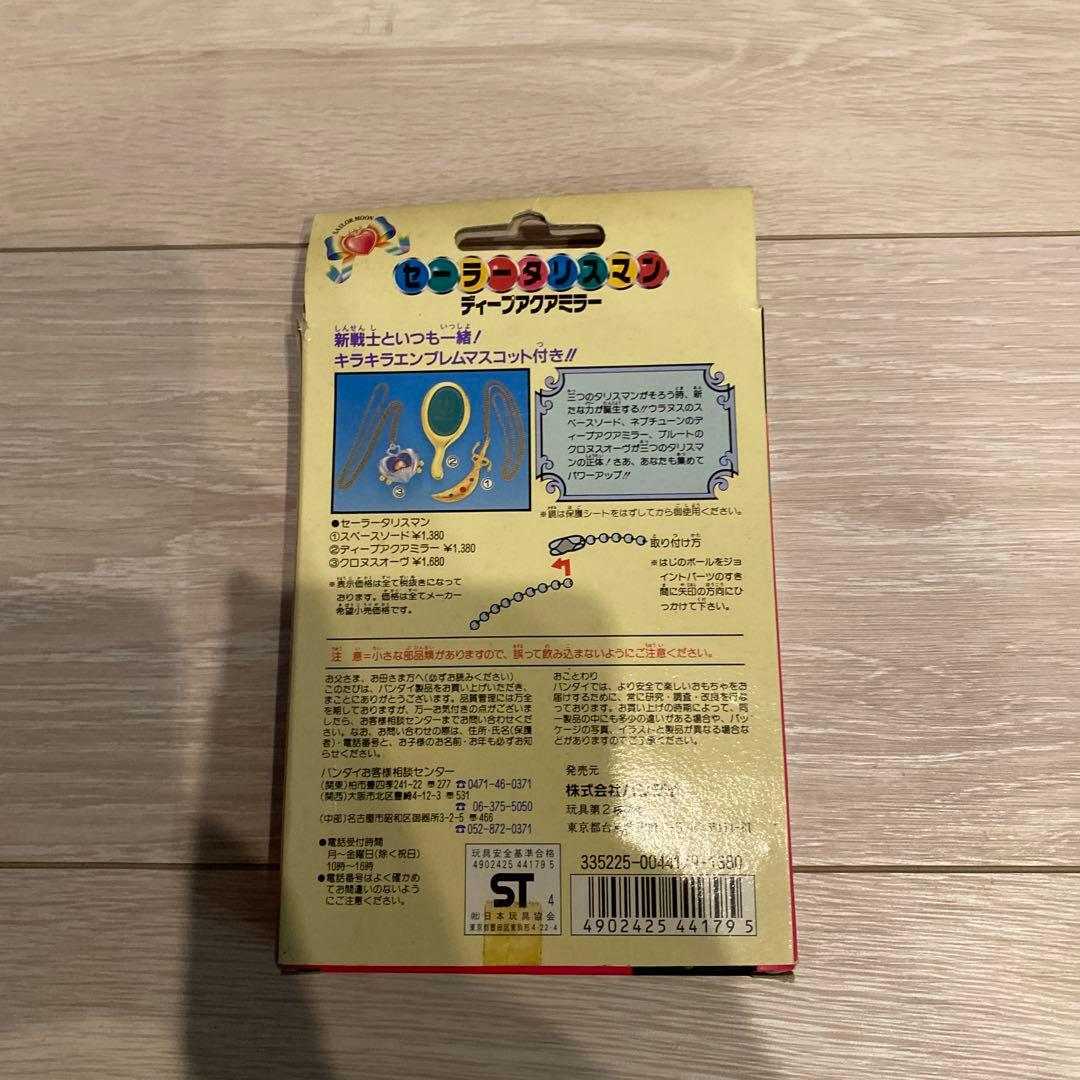 SAILOR MOON
セーラータリスマン
ディープアクアミラー
新戦士といつも一緒!
キラキラエンブレムマスコット付き!!
三つのタリスマンがそろう時、新
たな力が誕生する!!ウラヌスのス
ペースソード、ネプチューンのデ
ィープアクアミラー、プルートの
クロヌスオーヴが三つのタリスマ
ンの正体!さあ、あなたも集めて
パワーアップ!!
③
②
①
※鏡は保護シートをはずしてから御使用ください。
●セーラータリスマン
①スペースソード ¥1,380
②ディープアクアミラー ¥1,380
③クロヌスオーヴ ¥1,680
※表示価格は全て税抜きになって
おります。価格は全てメーカー
希望小売価格です。
取り付け方
※はじのボールをジョ
イントパーツのすき
間に矢印の方向にひ
っかけて下さい。
注 意=小さな部品類がありますので、誤って飲み込まないようにご注意ください。
お父さま、お母さま方へ(必ずお読みください)
このたびは、バンダイ製品をお買い上げいただき、
まことにありがとうございます。品質管理には万全
を期しておりますが、万一お気付きの点がございま
したら、お客様相談センターまでお問い合わせくだ
さい。なお、お問い合わせの際は、住所・氏名(保護
者)・電話番号と、お子様のお名前・お年も必ずお知
らせください。
おことわり
バンダイでは、より安全で楽しいおもちゃをお
届けするために、常に研究・調査・改良を行な
っております。お買い上げの時期によって、同
一製品の中にも多少の違いがある場合や、パッ
ケージの写真、イラストと製品が異なる場合な
どがありますのでご了承ください。
バンダイお客様相談センター
(関東)柏市豊四季241-22 〒277 ☎0471-46-0371
(関西)大阪市北区豊崎4-12-3 〒531
☎06-375-5050
(中部)名古屋市昭和区御器所3-2-5 〒466
☎052-872-0371
●電話受付時間
月〜金曜日(除く祝日)
10時〜16時
●電話番号はよく確かめ
てお間違いのないよう
にご注意ください。
発売元
株式会社バンダイ
玩具第2
東京都台
玩具安全基準合格
4902425 44179 5
ST 4
㈳日本玩具協会
東京都墨田区東駒形4-22-4
335225-0044179-1380
4902425 441795